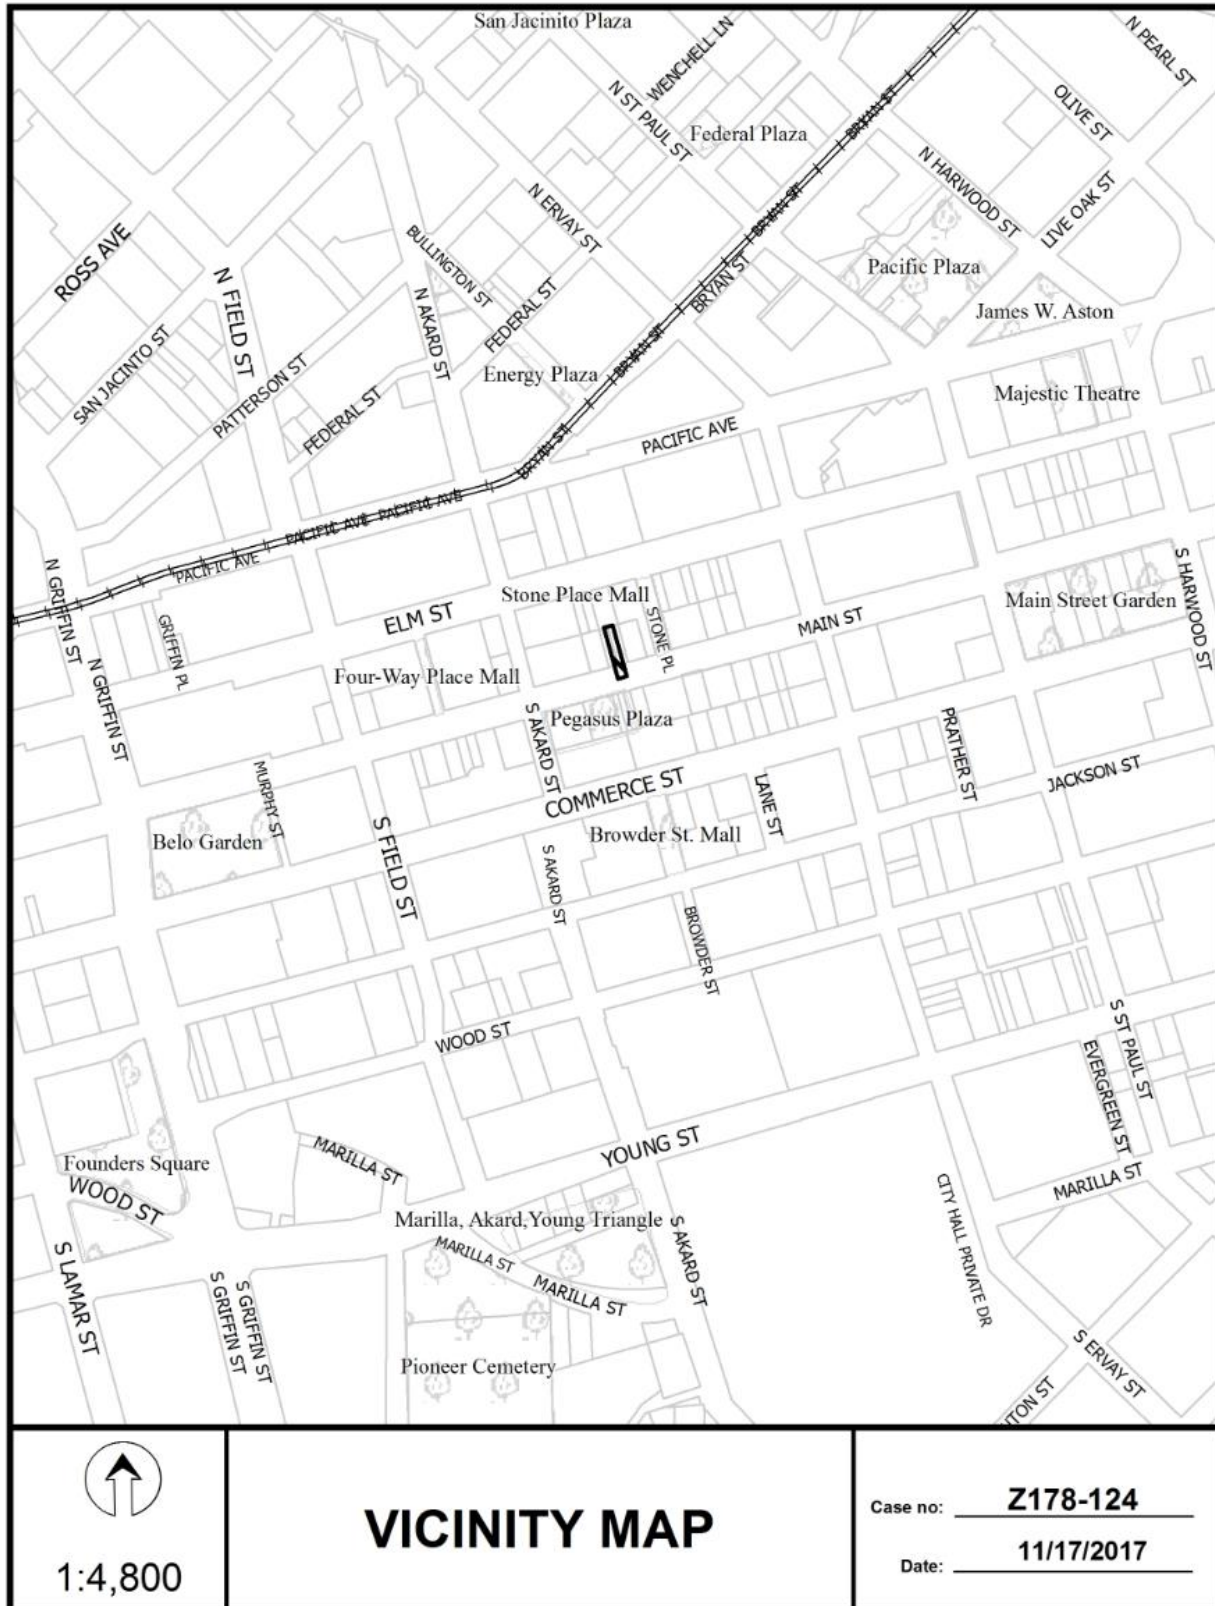 San Jacinito Plaza
N PEARL ST
WENCHELL LN
N ST PAUL ST
OLIVE ST
BRYAN ST
Federal Plaza
N HARWOOD ST
LIVE OAK ST
N ERVAY ST
BRYAN ST
ROSS AVE
BULLINGTON ST
BRYAN ST
Pacific Plaza
N FIELD ST
N AKARD ST
FEDERAL ST
James W. Aston
SAN JACINTO ST
PATTERSON ST
BRYAN ST
Energy Plaza
Majestic Theatre
FEDERAL ST
PACIFIC AVE
BRYAN ST
PACIFIC AVE
PACIFIC AVE
PACIFIC AVE
N GRIFFIN ST
S HARWOOD ST
Stone Place Mall
Main Street Garden
ELM ST
STONE PL
MAIN ST
GRIFFIN PL
N GRIFFIN ST
Four-Way Place Mall
Pegasus Plaza
S AKARD ST
PRATHER ST
MURPHY ST
COMMERCE ST
LANE ST
JACKSON ST
Belo Garden
Browder St. Mall
S FIELD ST
S AKARD ST
BROWDER ST
WOOD ST
S ST PAUL ST
EVERGREEN ST
YOUNG ST
MARILLA ST
Founders Square
WOOD ST
MARILLA ST
CITY HALL PRIVATE DR
Marilla, Akard,Young Triangle
MARILLA ST
MARILLA ST
S AKARD ST
S LAMAR ST
S GRIFFIN ST
S GRIFFIN ST
Pioneer Cemetery
S ERVAY ST
NTON ST
1:4,800
VICINITY MAP
Case no: Z178-124
Date: 11/17/2017